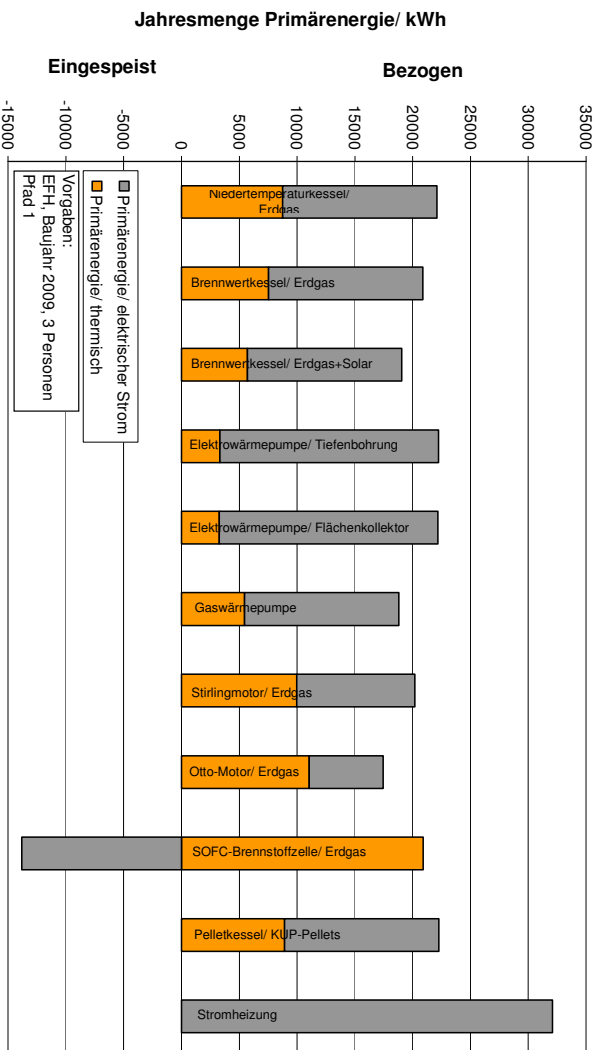 Jahresmenge Primärenergie/ kWh
Eingespeist
Bezogen
-15000
-10000
-5000
0
5000
10000
15000
20000
25000
30000
35000
Niedertemperaturkessel/
Erdgas
Brennwertkessel/ Erdgas
Brennwertkessel/ Erdgas+Solar
Elektrowärmepumpe/ Tiefenbohrung
Elektrowärmepumpe/ Flächenkollektor
Gaswärmepumpe
Stirlingmotor/ Erdgas
Otto-Motor/ Erdgas
SOFC-Brennstoffzelle/ Erdgas
Pelletkessel/ KUP-Pellets
Stromheizung
Primärenergie/ elektrischer Strom
Primärenergie/ thermisch
Vorgaben:
EFH, Baujahr 2009, 3 Personen
Pfad 1